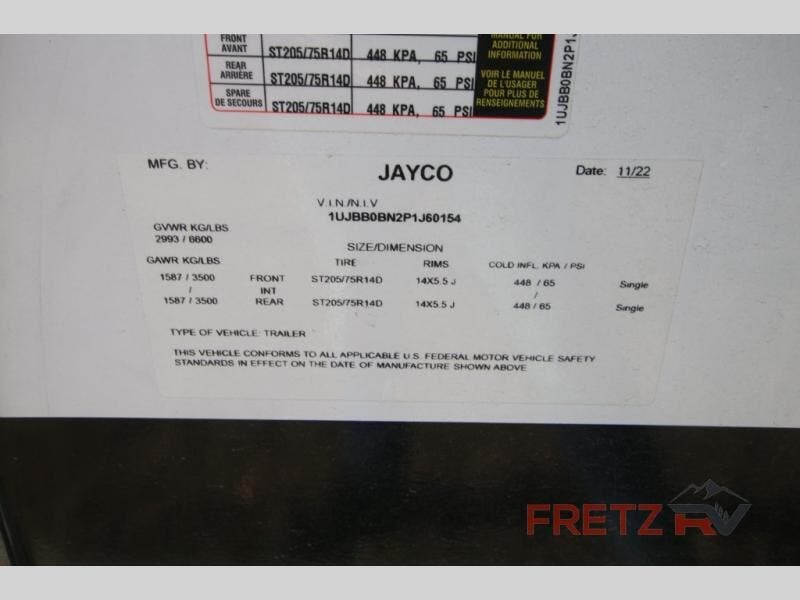 FRONT
AVANT ST205/75R14D 448 KPA, 65 PSI
REAR
ARRIÈRE ST205/75R14D 448 KPA, 65 PSI
SPARE
DE SECOURS ST205/75R14D 448 KPA, 65 PSI
MANUAL FOR
ADDITIONAL
INFORMATION
VOIR LE MANUEL
DE L'USAGER
POUR PLUS DE
RENSEIGNEMENTS
1UJBB0BN2P1J
MFG. BY: JAYCO Date: 11/22
V.I.N./N.I.V
1UJBB0BN2P1J60154
GVWR KG/LBS
2993 / 6600
SIZE/DIMENSION
GAWR KG/LBS TIRE RIMS COLD INFL. KPA / PSI
1587 / 3500 FRONT ST205/75R14D 14X5.5 J 448 / 65 Single
/ INT /
1587 / 3500 REAR ST205/75R14D 14X5.5 J 448 / 65 Single
TYPE OF VEHICLE: TRAILER
THIS VEHICLE CONFORMS TO ALL APPLICABLE U.S. FEDERAL MOTOR VEHICLE SAFETY
STANDARDS IN EFFECT ON THE DATE OF MANUFACTURE SHOWN ABOVE
FRETZ RV